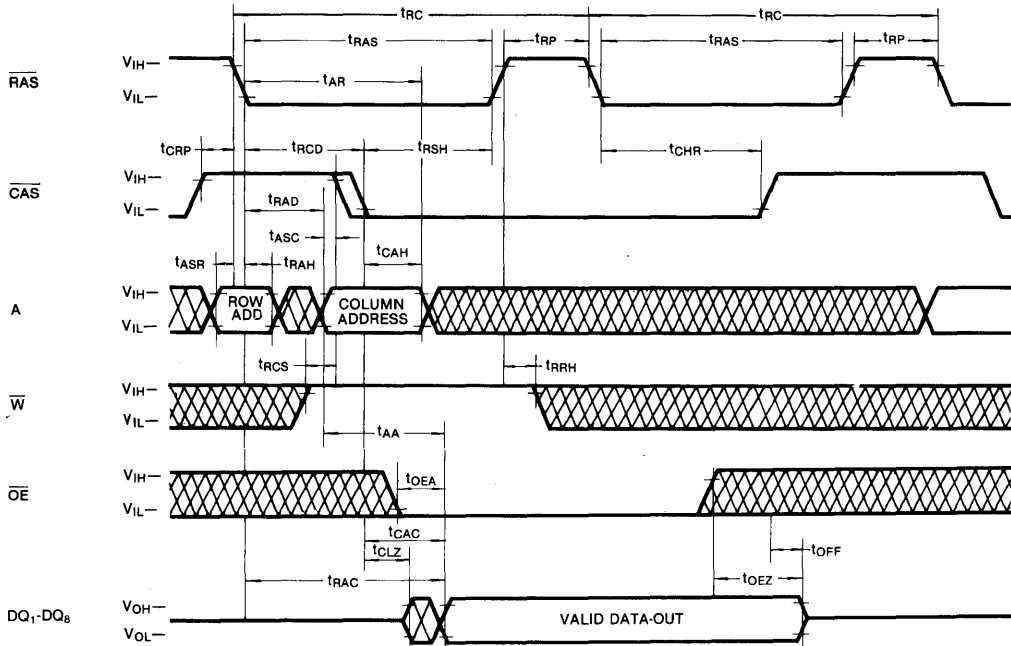 tRC tRC
tRAS tRP tRAS tRP
RAS VIH
VIL
tAR
tCRP tRCD tRSH tCHR
CAS VIH
VIL
tRAD
tASC
tASR tRAH tCAH
A VIH
VIL
ROW ADD
COLUMN ADDRESS
tRCS tRRH
W VIH
VIL
tAA
OE VIH
VIL
tOEA
tCAC
tCLZ tOFF
tRAC tOEZ
DQ1-DQ8 VOH
VOL
VALID DATA-OUT